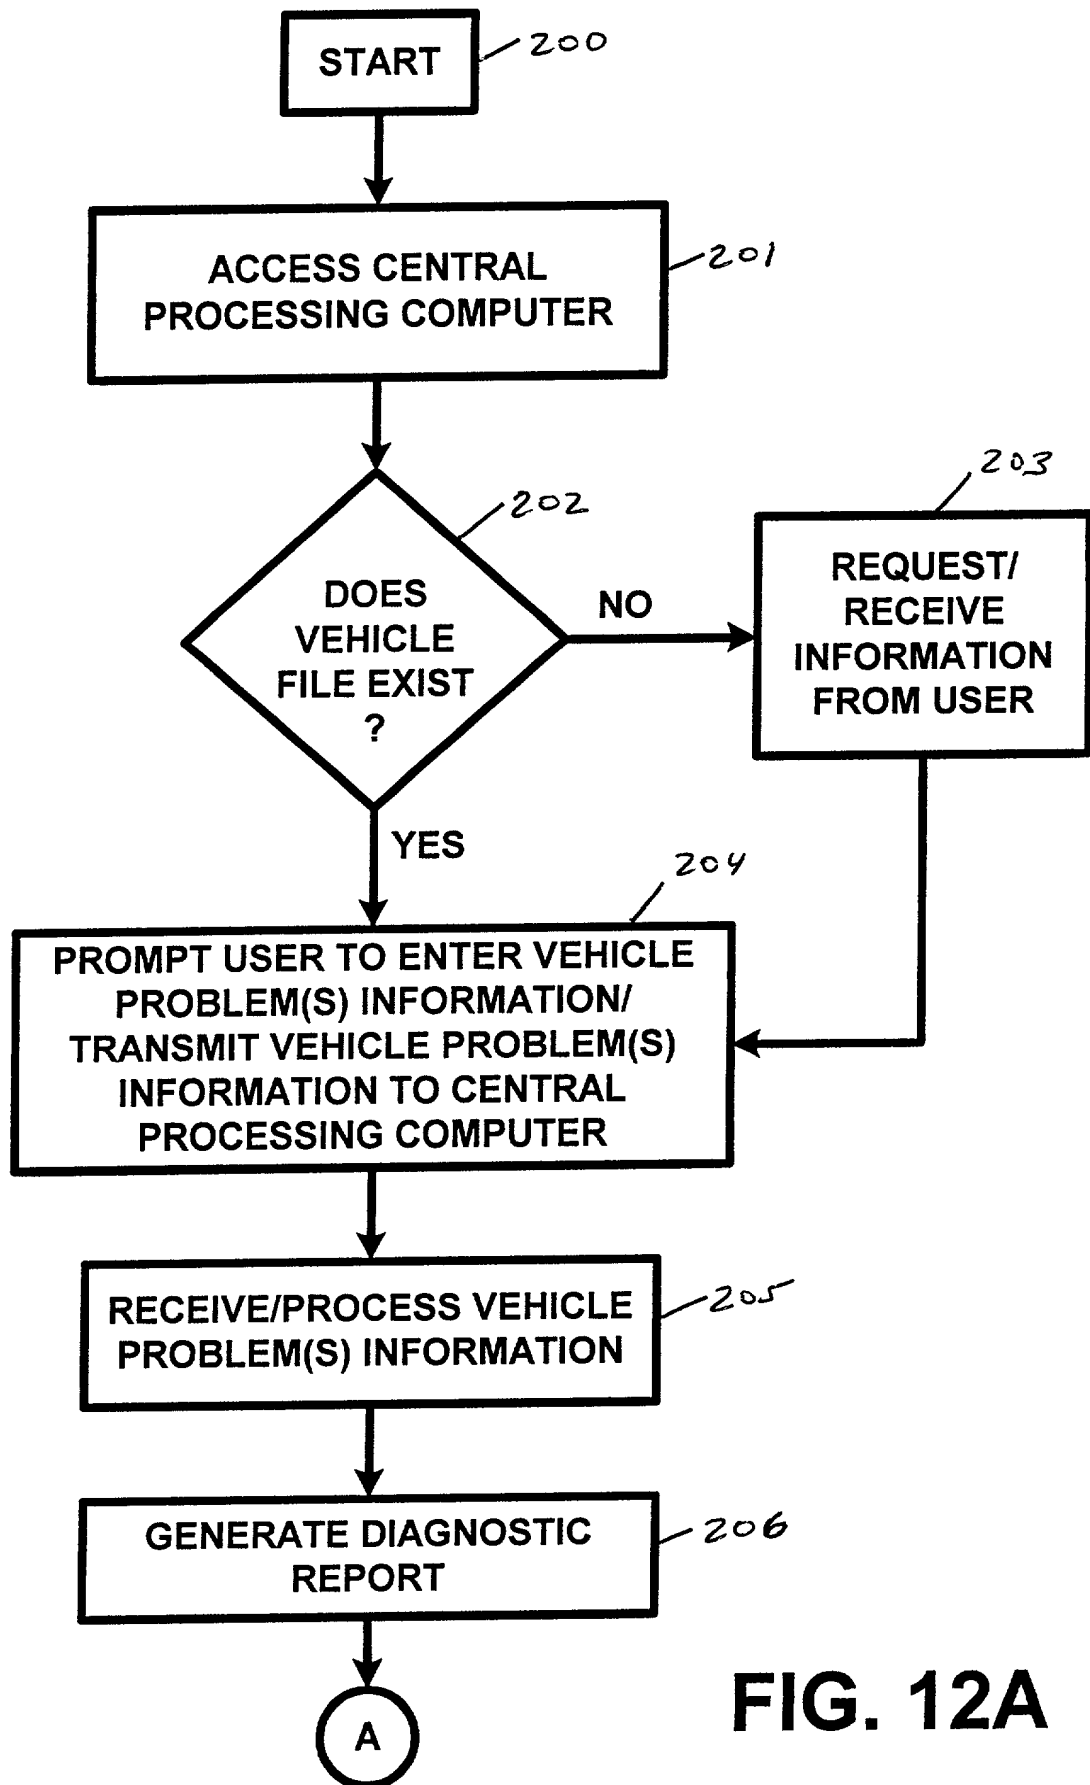 START
200
ACCESS CENTRAL
PROCESSING COMPUTER
201
202
DOES
VEHICLE
FILE EXIST
?
NO
203
REQUEST/
RECEIVE
INFORMATION
FROM USER
YES
204
PROMPT USER TO ENTER VEHICLE
PROBLEM(S) INFORMATION/
TRANSMIT VEHICLE PROBLEM(S)
INFORMATION TO CENTRAL
PROCESSING COMPUTER
RECEIVE/PROCESS VEHICLE
PROBLEM(S) INFORMATION
205
GENERATE DIAGNOSTIC
REPORT
206
A
FIG. 12A